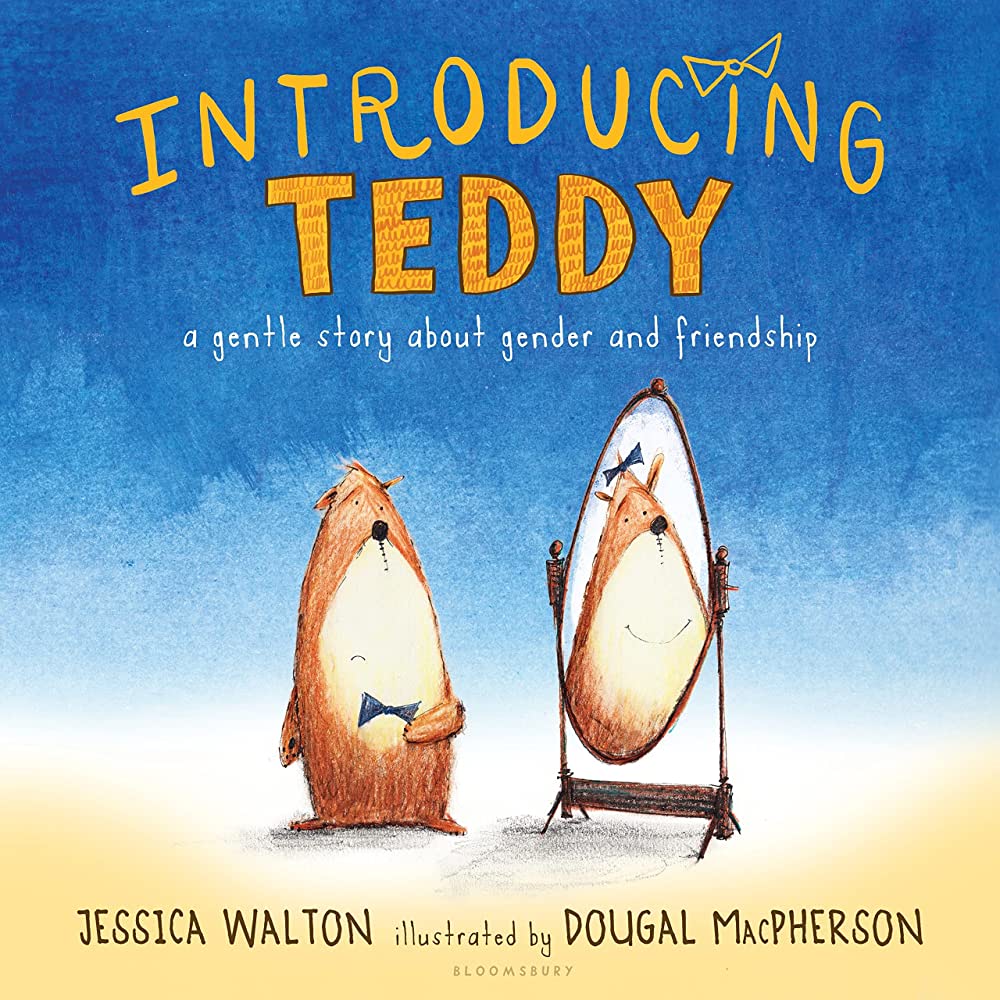 INTRODUCING
TEDDY
a gentle story about gender and friendship
JESSICA WALTON illustrated by DOUGAL MACPHERSON
BLOOMSBURY